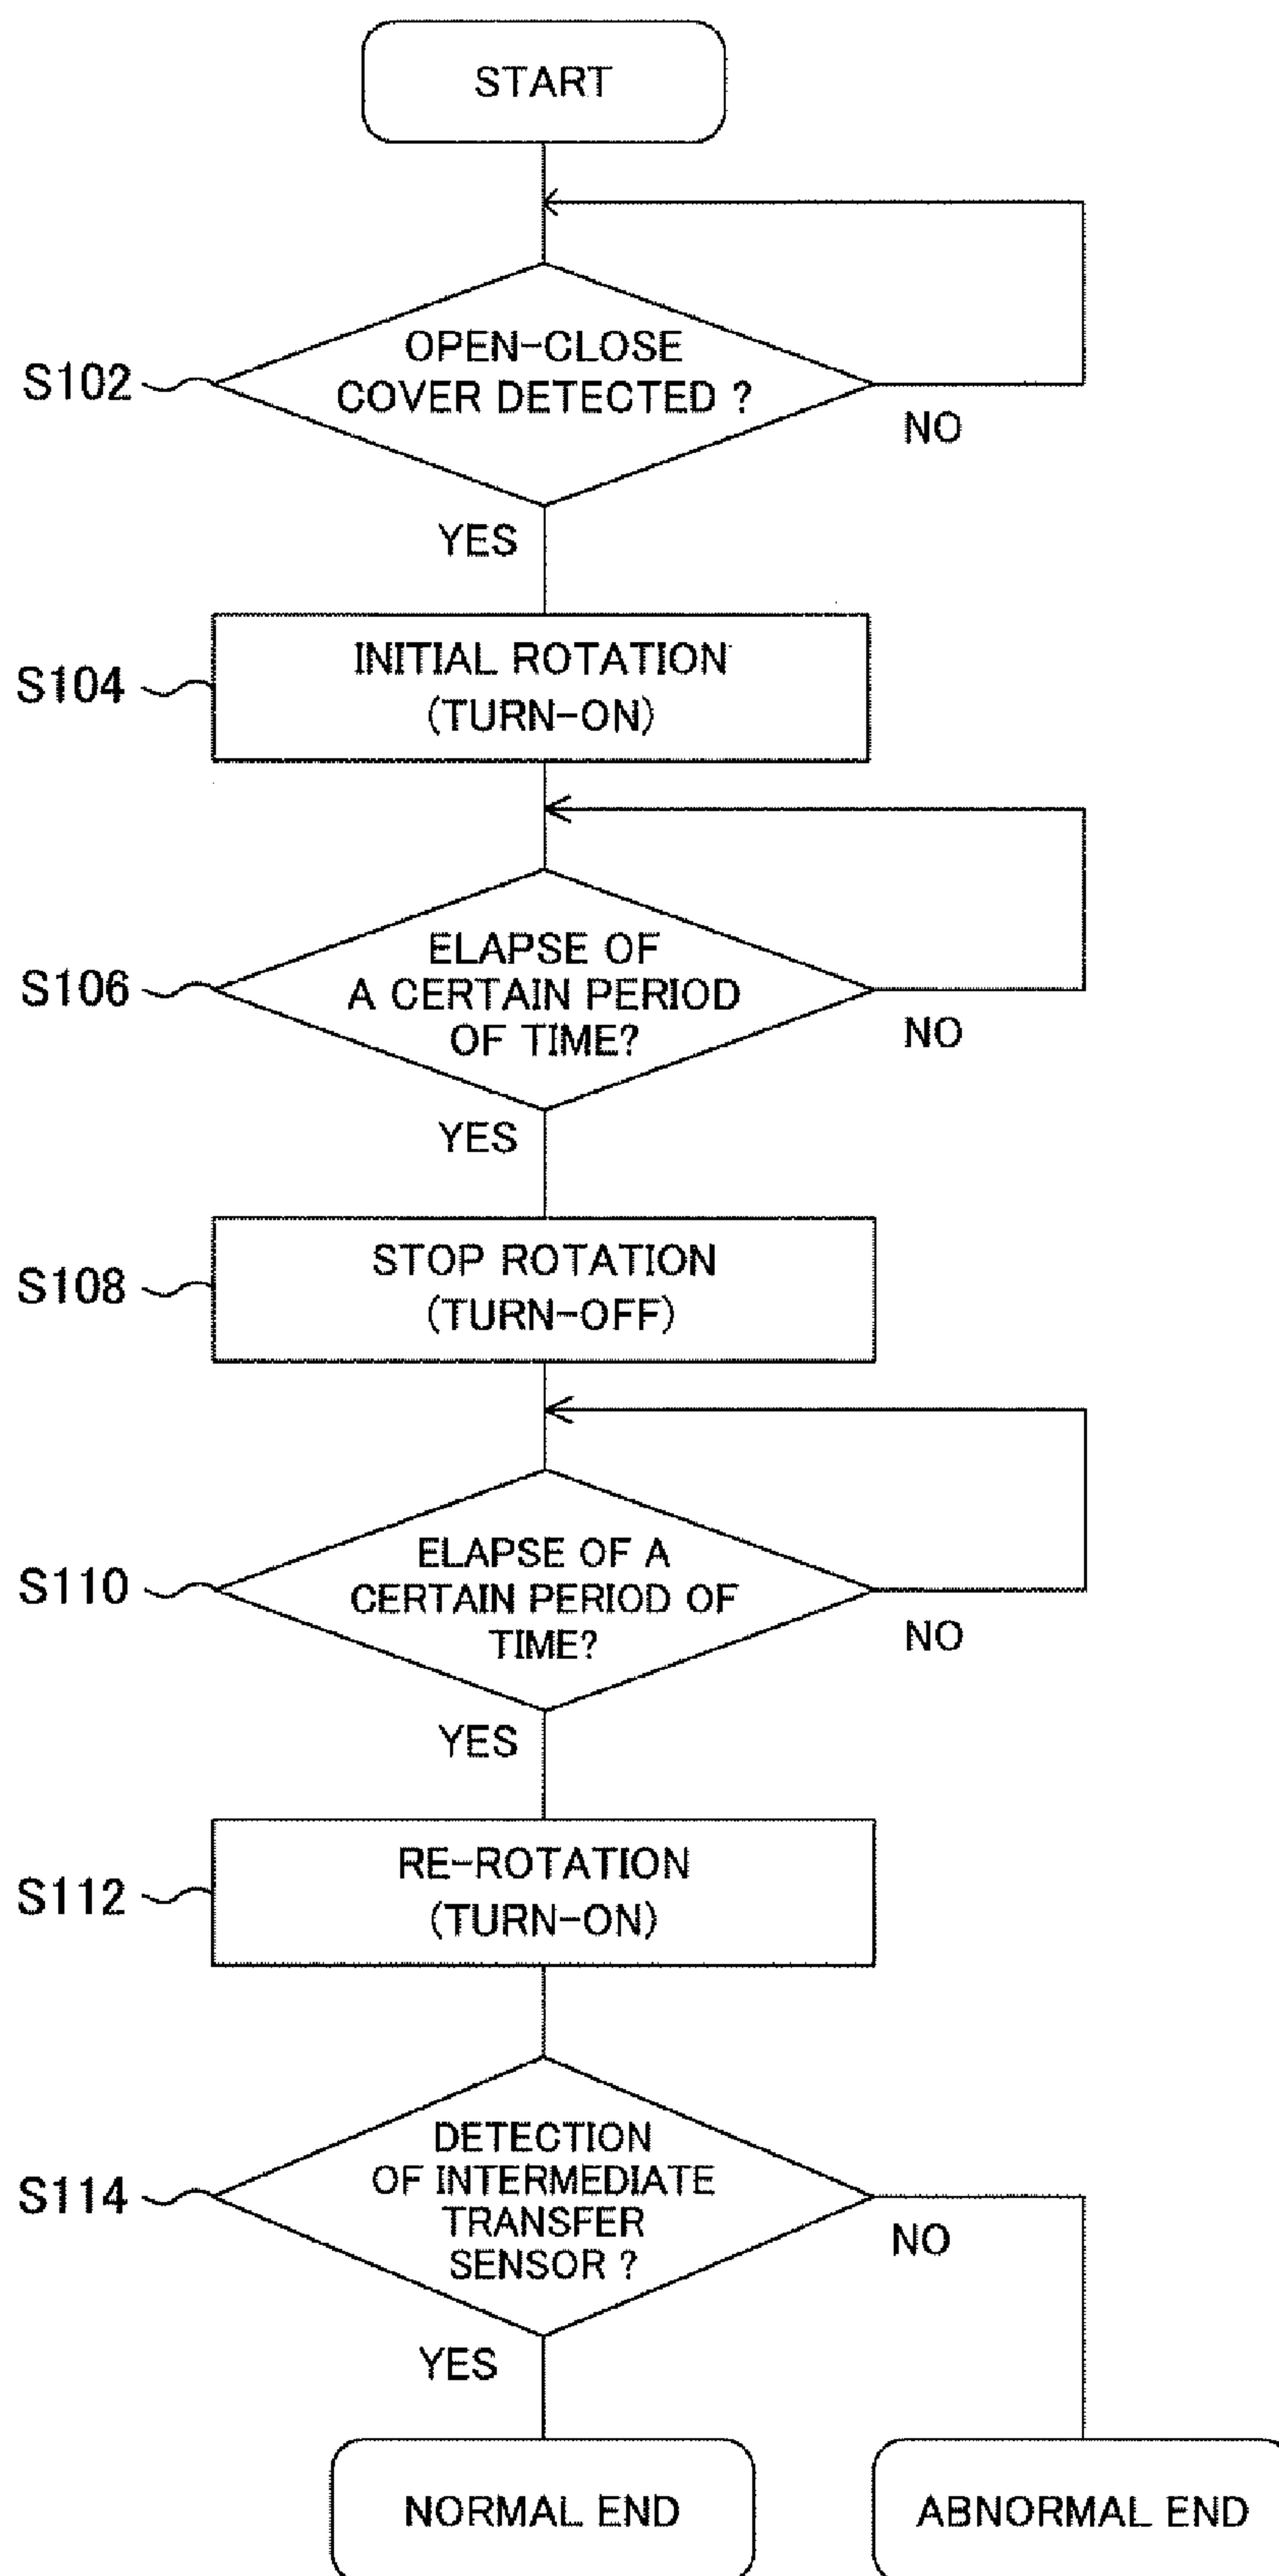 START
OPEN-CLOSE
COVER DETECTED ?
S102
NO
YES
INITIAL ROTATION
(TURN-ON)
S104
ELAPSE OF
A CERTAIN PERIOD
OF TIME?
S106
NO
YES
STOP ROTATION
(TURN-OFF)
S108
ELAPSE OF A
CERTAIN PERIOD OF
TIME?
S110
NO
YES
RE-ROTATION
(TURN-ON)
S112
DETECTION
OF INTERMEDIATE
TRANSFER
SENSOR ?
S114
NO
YES
NORMAL END
ABNORMAL END